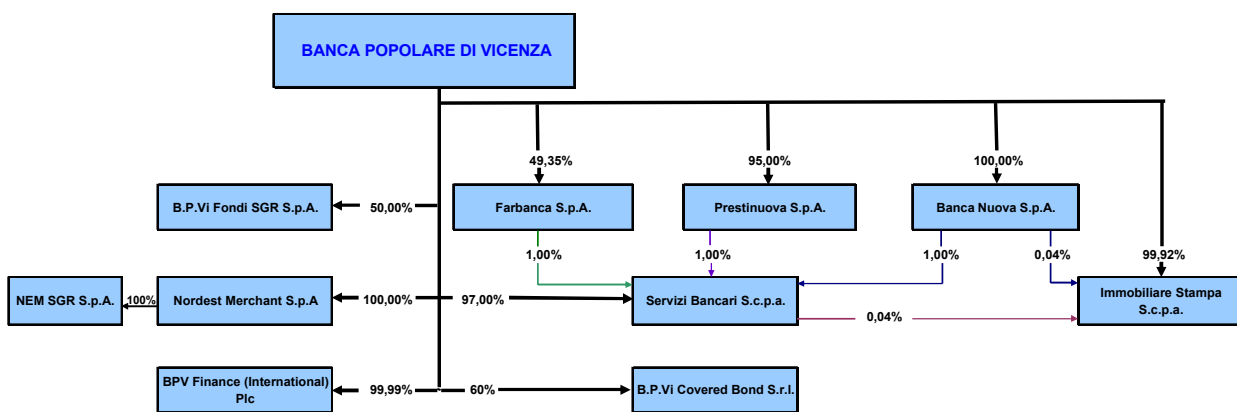 BANCA POPOLARE DI VICENZA
49,35%
95,00%
100,00%
B.P.Vi Fondi SGR S.p.A.
50,00%
Farbanca S.p.A.
Prestinuova S.p.A.
Banca Nuova S.p.A.
1,00%
1,00%
1,00%
0,04%
99,92%
NEM SGR S.p.A.
100%
Nordest Merchant S.p.A
100,00%
97,00%
Servizi Bancari S.c.p.a.
Immobiliare Stampa
S.c.p.a.
0,04%
BPV Finance (International)
Plc
99,99%
60%
B.P.Vi Covered Bond S.r.l.